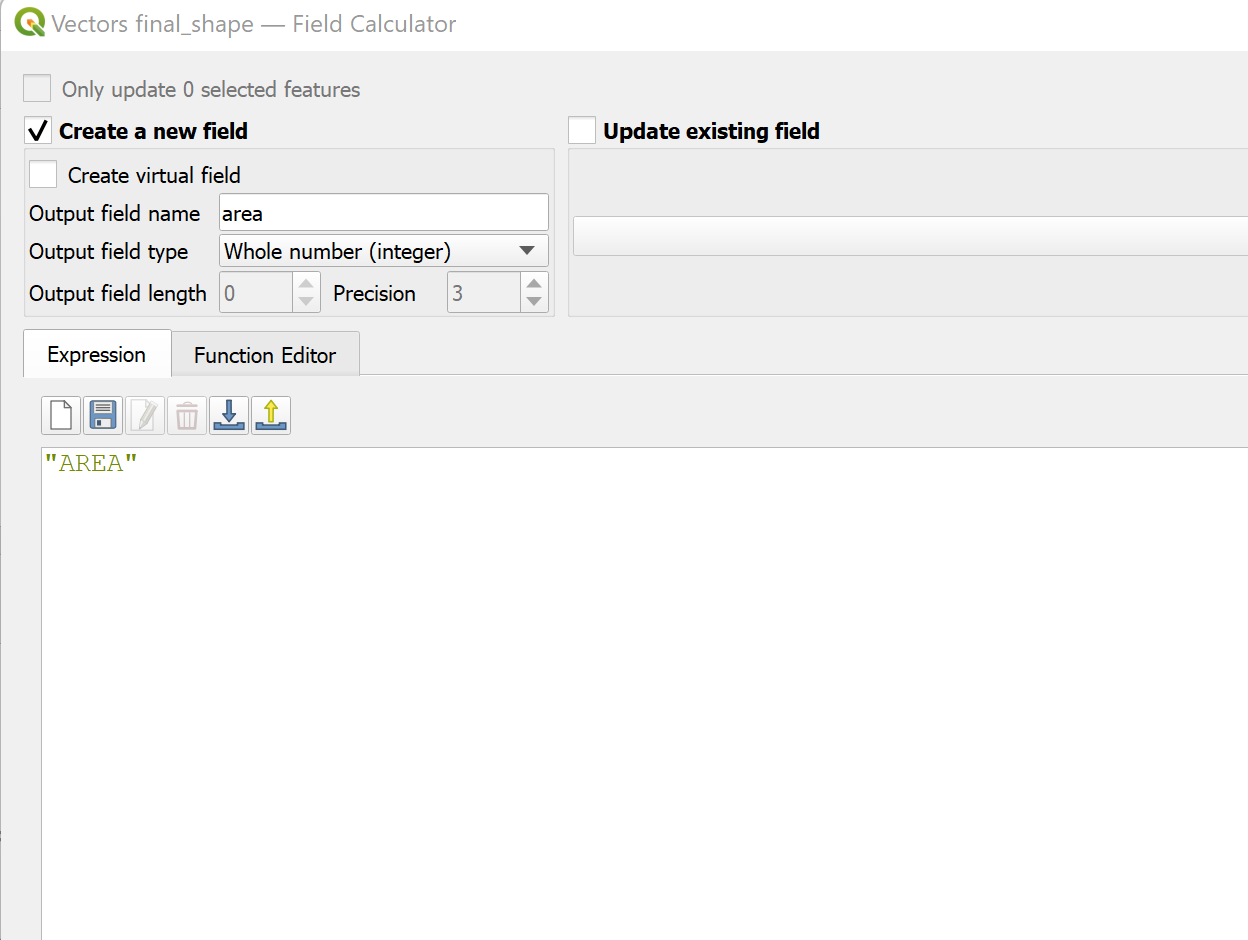 Vectors final_shape — Field Calculator
Only update 0 selected features
Create a new field
Update existing field
Create virtual field
Output field name area
Output field type Whole number (integer)
Output field length 0 Precision 3
Expression Function Editor
"AREA"